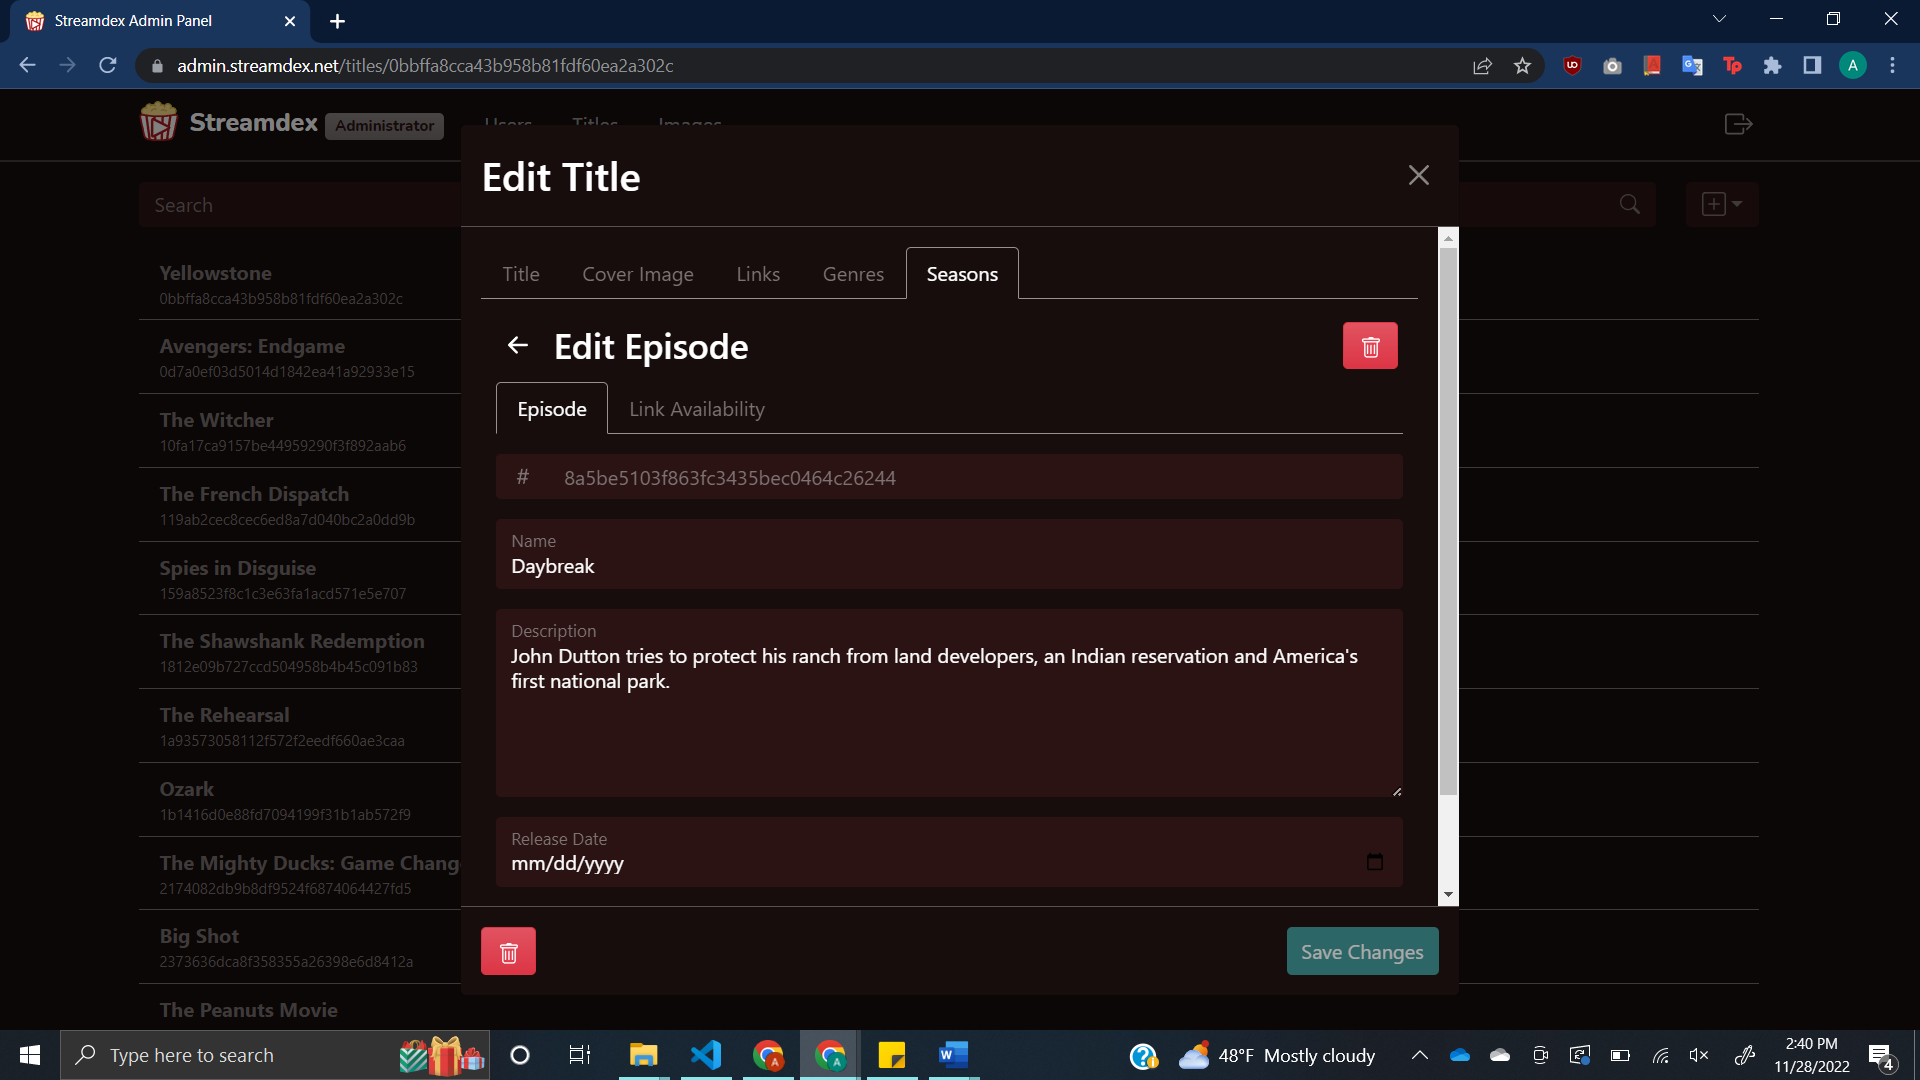 Streamdex Admin Panel
admin.streamdex.net/titles/0bbffa8cca43b958b81fdf60ea2a302c
A
Streamdex Administrator Users Titles Images
Edit Title
Search
Title Cover Image Links Genres Seasons
Edit Episode
Episode Link Availability
# 8a5be5103f863fc3435bec0464c26244
Name
Daybreak
Description
John Dutton tries to protect his ranch from land developers, an Indian reservation and America's
first national park.
Release Date
mm/dd/yyyy
Save Changes
Yellowstone
0bbffa8cca43b958b81fdf60ea2a302c
Avengers: Endgame
0d7a0ef03d5014d1842ea41a92933e15
The Witcher
10fa17ca9157be44959290f3f892aab6
The French Dispatch
119ab2cec8cec6ed8a7d040bc2a0dd9b
Spies in Disguise
159a8523f8c1c3e63fa1acd571e5e707
The Shawshank Redemption
1812e09b727ccd504958b4b45c091b83
The Rehearsal
1a93573058112f572f2eedf660ae3caa
Ozark
1b1416d0e88fd7094199f31b1ab572f9
The Mighty Ducks: Game Chang
2174082db9b8df9524f6874064427fd5
Big Shot
2373636dca8f358355a26398e6d8412a
The Peanuts Movie
Type here to search
48°F Mostly cloudy
2:40 PM
11/28/2022
4